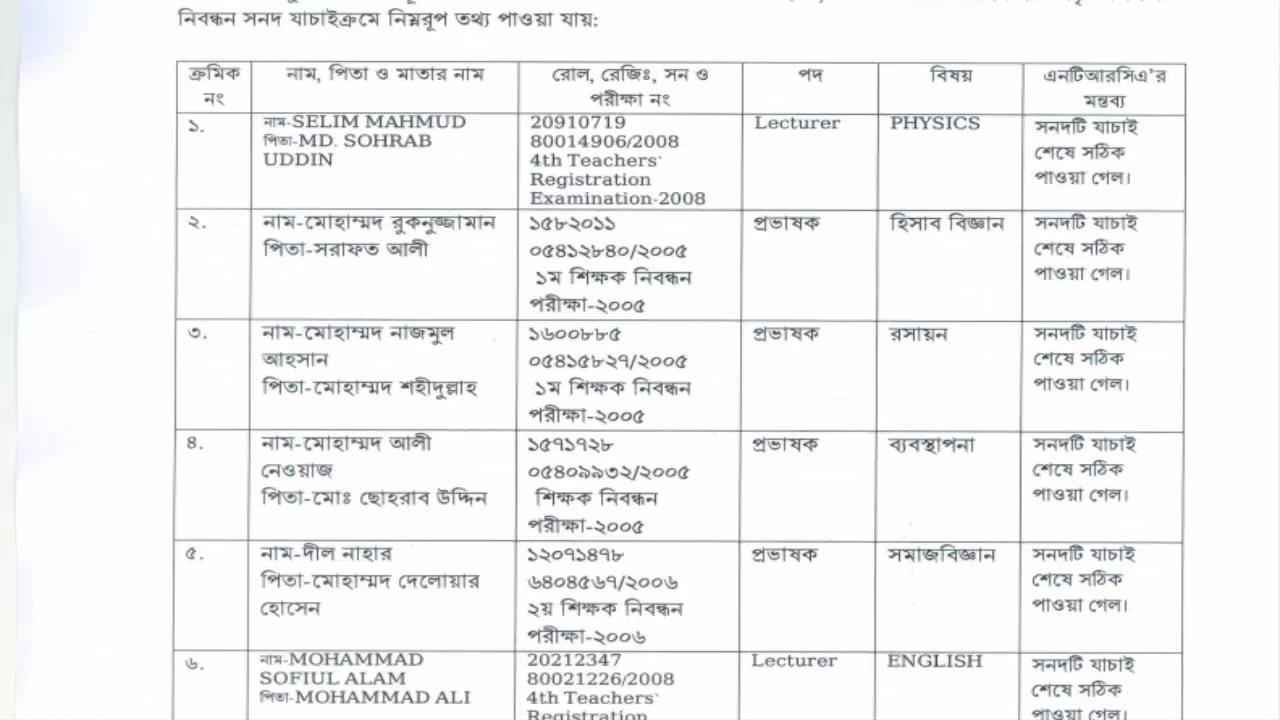 নিবন্ধন সনদ যাচাইক্রমে নিম্নরূপ তথ্য পাওয়া যায়:
ক্রমিক নং
নাম, পিতা ও মাতার নাম
রোল, রেজিঃ, সন ও
পরীক্ষা নং
পদ
বিষয়
এনটিআরসিএ'র
মন্তব্য
১.
নাম-SELIM MAHMUD
পিতা-MD. SOHRAB
UDDIN
20910719
80014906/2008
4th Teachers`
Registration
Examination-2008
Lecturer
PHYSICS
সনদটি যাচাই
শেষে সঠিক
পাওয়া গেল।
২.
নাম-মোহাম্মদ রুকনুজ্জামান
পিতা-সরাফত আলী
১৫৮২০১১
০৫৪১২৮৪০/২০০৫
১ম শিক্ষক নিবন্ধন
পরীক্ষা-২০০৫
প্রভাষক
হিসাব বিজ্ঞান
সনদটি যাচাই
শেষে সঠিক
পাওয়া গেল।
৩.
নাম-মোহাম্মদ নাজমুল
আহসান
পিতা-মোহাম্মদ শহীদুল্লাহ
১৬০০৮৮৫
০৫৪১৫৮২৭/২০০৫
১ম শিক্ষক নিবন্ধন
পরীক্ষা-২০০৫
প্রভাষক
রসায়ন
সনদটি যাচাই
শেষে সঠিক
পাওয়া গেল।
৪.
নাম-মোহাম্মদ আলী
নেওয়াজ
পিতা-মোঃ ছোহরাব উদ্দিন
১৫৭১৭২৮
০৫৪০৯৯৩২/২০০৫
শিক্ষক নিবন্ধন
পরীক্ষা-২০০৫
প্রভাষক
ব্যবস্থাপনা
সনদটি যাচাই
শেষে সঠিক
পাওয়া গেল।
৫.
নাম-দীল নাহার
পিতা-মোহাম্মদ দেলোয়ার
হোসেন
১২০৭১৪৭৮
৬৪০৪৫৬৭/২০০৬
২য় শিক্ষক নিবন্ধন
পরীক্ষা-২০০৬
প্রভাষক
সমাজবিজ্ঞান
সনদটি যাচাই
শেষে সঠিক
পাওয়া গেল।
৬.
নাম-MOHAMMAD
SOFIUL ALAM
পিতা-MOHAMMAD ALI
20212347
80021226/2008
4th Teachers`
Registration
Lecturer
ENGLISH
সনদটি যাচাই
শেষে সঠিক
পাওয়া গেল।